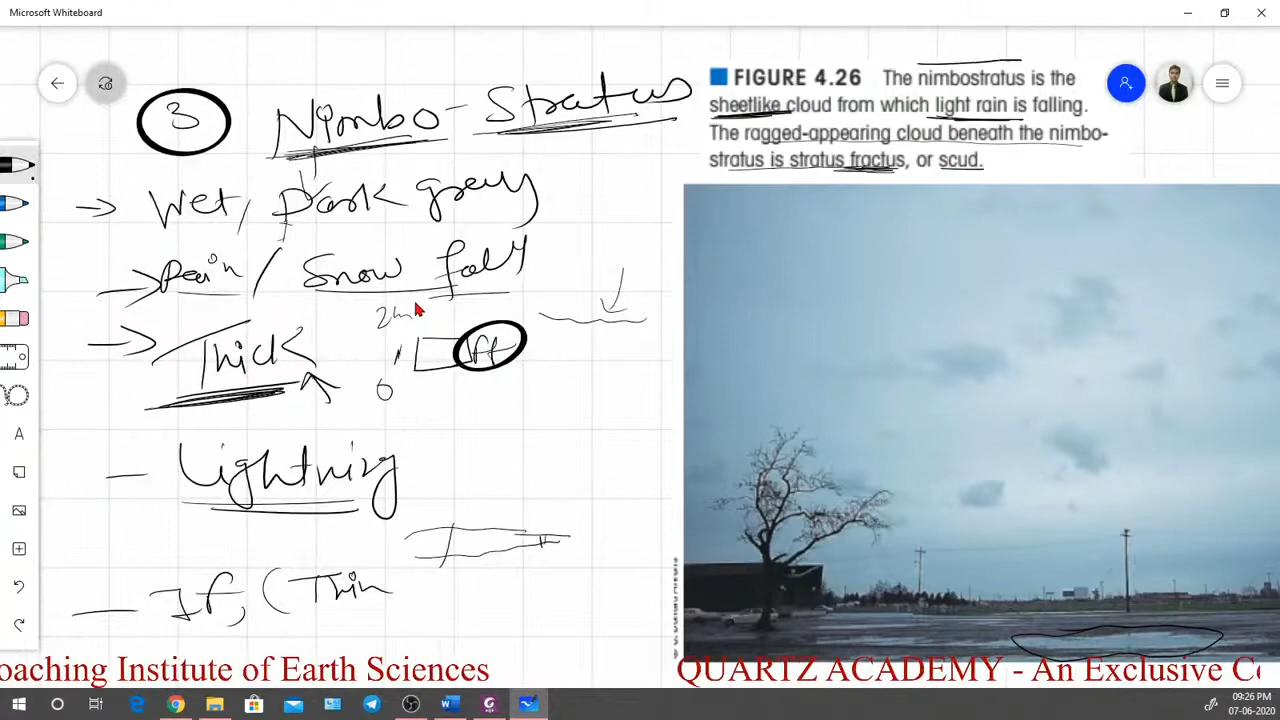 Microsoft Whiteboard
3 Nimbo-Stratus
→ Wet, Dark grey
→ Rain / Snow fall
2km
→ Thick
0
- Lightning
- If, (Thin
FIGURE 4.26 The nimbostratus is the
sheetlike cloud from which light rain is falling.
The ragged-appearing cloud beneath the nimbo-
stratus is stratus fractus, or scud.
oaching Institute of Earth Sciences
QUARTZ ACADEMY - An Exclusive C
09:26 PM
07-06-2020